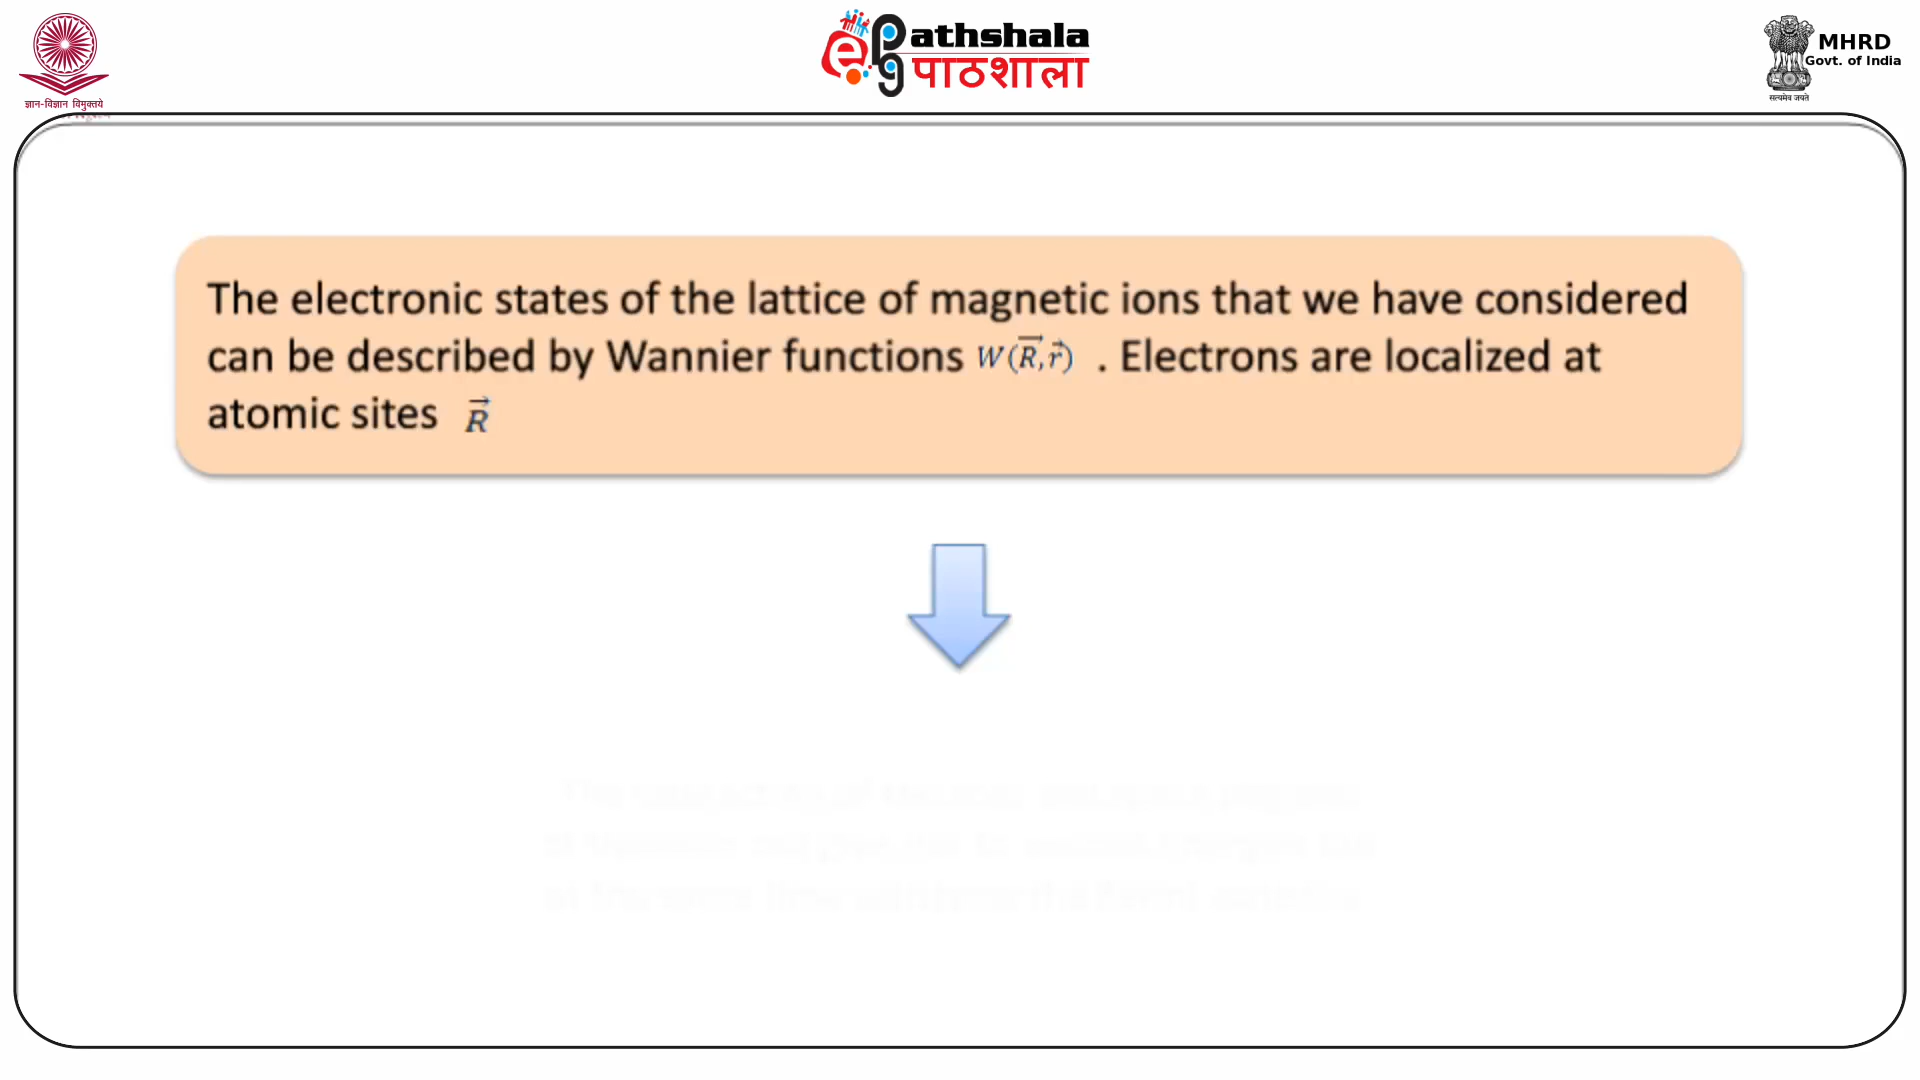 ज्ञान-विज्ञान विमुक्तये
e Pathshala
पाठशाला
MHRD
Govt. of India
सत्यमेव जयते
The electronic states of the lattice of magnetic ions that we have considered
can be described by Wannier functions W(R⃗,r⃗) . Electrons are localized at
atomic sites R⃗